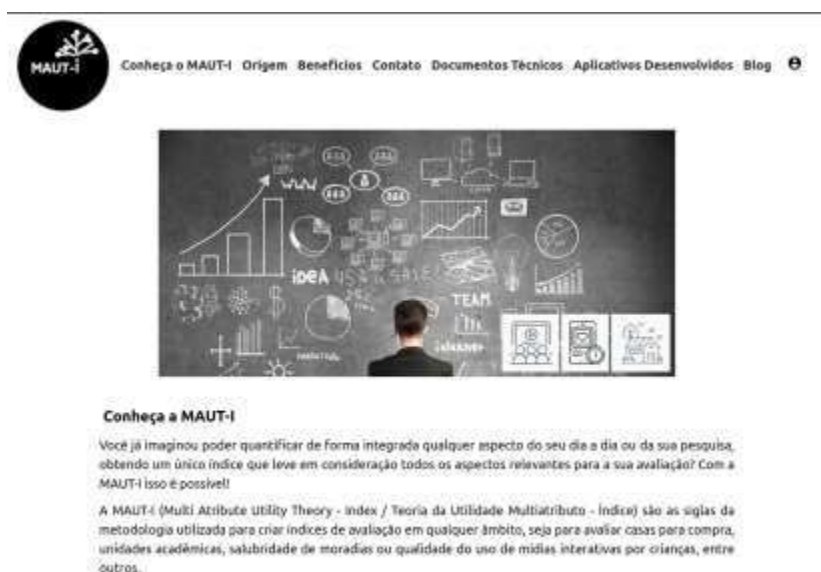 MAUT-i
Conheça o MAUT-I Origem Benefícios Contato Documentos Técnicos Aplicativos Desenvolvidos Blog
IDEA
TEAM
Conheça a MAUT-I
Você já imaginou poder quantificar de forma integrada qualquer aspecto do seu dia a dia ou da sua pesquisa,
obtendo um único índice que leve em consideração todos os aspectos relevantes para a sua avaliação? Com a
MAUT-I isso é possível!
A MAUT-I (Multi Atribute Utility Theory - Index / Teoria da Utilidade Multiatributo - Índice) são as siglas da
metodologia utilizada para criar índices de avaliação em qualquer âmbito, seja para avaliar casas para compra,
unidades acadêmicas, salubridade de moradias ou qualidade do uso de mídias interativas por crianças, entre
outros.